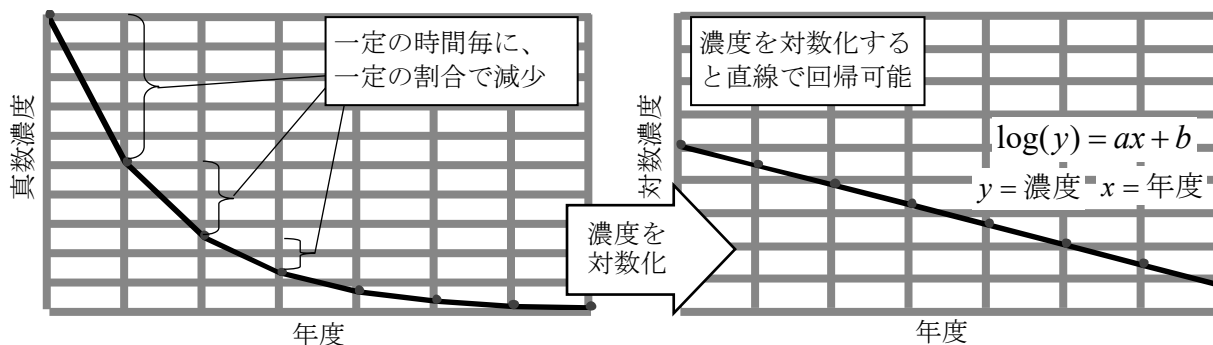 一定の時間毎に、
一定の割合で減少
真数濃度
年度
濃度を
対数化
濃度を対数化する
と直線で回帰可能
対数濃度
log(y) = ax + b
y = 濃度 x = 年度
年度